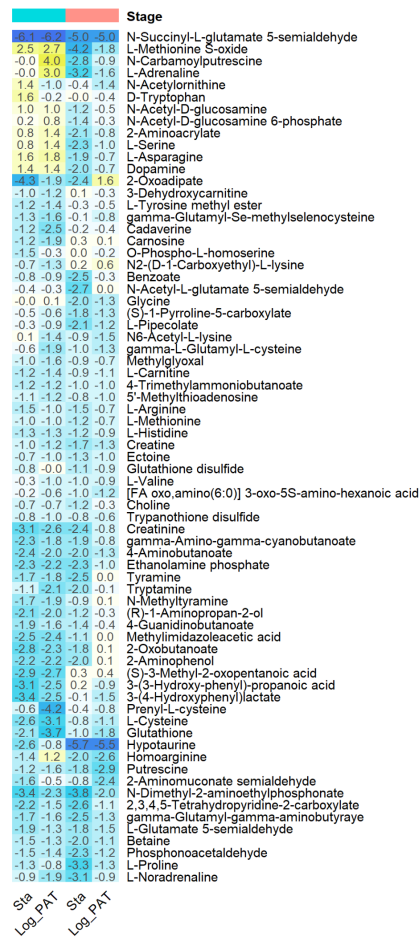 Stage
-6.1 -6.2 -5.0 -5.0 N-Succinyl-L-glutamate 5-semialdehyde
2.5 2.7 -4.2 -1.8 L-Methionine S-oxide
-0.0 4.0 -2.8 -0.9 N-Carbamoylputrescine
-0.0 3.0 -3.2 -1.6 L-Adrenaline
1.4 -1.0 -0.4 -1.4 N-Acetylornithine
1.6 -0.2 -0.0 -0.4 D-Tryptophan
1.0 1.0 -1.2 -0.5 N-Acetyl-D-glucosamine
0.2 0.8 -1.4 -0.3 N-Acetyl-D-glucosamine 6-phosphate
0.8 1.4 -2.1 -0.8 2-Aminoacrylate
0.8 1.4 -2.3 -1.0 L-Serine
1.6 1.8 -1.9 -0.7 L-Asparagine
1.4 1.4 -2.0 -0.7 Dopamine
-4.3 -1.9 -2.4 1.6 2-Oxoadipate
-1.0 -1.2 0.1 -0.3 3-Dehydroxycarnitine
-1.2 -1.4 -0.3 -0.5 L-Tyrosine methyl ester
-1.3 -1.6 -0.1 -0.8 gamma-Glutamyl-Se-methylselenocysteine
-1.2 -2.5 -0.2 -0.4 Cadaverine
-1.2 -1.9 0.3 0.1 Carnosine
-1.5 -0.3 0.0 -0.2 O-Phospho-L-homoserine
-0.7 -1.3 0.2 0.6 N2-(D-1-Carboxyethyl)-L-lysine
-0.8 -0.9 -2.5 -0.3 Benzoate
-0.4 -0.3 -2.7 0.0 N-Acetyl-L-glutamate 5-semialdehyde
-0.0 0.1 -2.0 -1.3 Glycine
-0.5 -0.6 -1.8 -1.3 (S)-1-Pyrroline-5-carboxylate
-0.3 -0.9 -2.1 -1.2 L-Pipecolate
0.1 -1.4 -0.9 -1.5 N6-Acetyl-L-lysine
-0.6 -1.9 -1.0 -1.3 gamma-L-Glutamyl-L-cysteine
-1.0 -1.6 -0.9 -0.7 Methylglyoxal
-1.2 -1.4 -0.9 -1.1 L-Carnitine
-1.2 -1.2 -1.0 -1.0 4-Trimethylammoniobutanoate
-1.1 -1.2 -0.8 -1.0 5'-Methylthioadenosine
-1.5 -1.0 -1.5 -0.7 L-Arginine
-1.0 -1.0 -1.2 -0.7 L-Methionine
-1.3 -1.3 -1.2 -0.9 L-Histidine
-1.0 -1.2 -1.7 -1.3 Creatine
-0.7 -1.0 -1.3 -1.0 Ectoine
-0.8 -0.0 -1.1 -0.9 Glutathione disulfide
-0.3 -1.0 -1.0 -0.9 L-Valine
-0.2 -0.6 -1.0 -1.2 [FA oxo,amino(6:0)] 3-oxo-5S-amino-hexanoic acid
-0.7 -0.7 -1.2 -0.3 Choline
-0.8 -1.0 -0.8 -0.6 Trypanothione disulfide
-3.1 -2.6 -2.4 -0.8 Creatinine
-2.3 -1.8 -1.9 -0.8 gamma-Amino-gamma-cyanobutanoate
-2.4 -2.0 -2.0 -1.3 4-Aminobutanoate
-2.3 -2.2 -2.3 -1.0 Ethanolamine phosphate
-1.7 -1.8 -2.5 0.0 Tyramine
-1.1 -2.1 -2.0 -0.1 Tryptamine
-1.7 -1.9 -0.9 0.1 N-Methyltyramine
-2.1 -2.0 -1.2 -0.3 (R)-1-Aminopropan-2-ol
-1.9 -1.6 -1.4 -0.4 4-Guanidinobutanoate
-2.5 -2.4 -1.1 0.0 Methylimidazoleacetic acid
-2.8 -2.3 -1.8 0.1 2-Oxobutanoate
-2.2 -2.2 -2.0 0.1 2-Aminophenol
-2.9 -2.7 0.3 0.4 (S)-3-Methyl-2-oxopentanoic acid
-3.1 -2.5 0.2 -0.9 3-(3-Hydroxy-phenyl)-propanoic acid
-3.4 -2.5 -0.1 -1.5 3-(4-Hydroxyphenyl)lactate
-0.6 -4.2 -0.4 -0.8 Prenyl-L-cysteine
-2.6 -3.1 -0.8 -1.1 L-Cysteine
-2.1 -3.7 -1.0 -1.8 Glutathione
-2.6 -0.8 -5.7 -5.5 Hypotaurine
-1.4 1.2 -2.0 -2.6 Homoarginine
-1.2 -1.6 -1.8 -2.9 Putrescine
-1.6 -0.5 -0.8 -2.4 2-Aminomuconate semialdehyde
-3.4 -2.3 -3.8 -2.0 N-Dimethyl-2-aminoethylphosphonate
-2.2 -1.5 -2.6 -1.1 2,3,4,5-Tetrahydropyridine-2-carboxylate
-1.7 -1.6 -2.5 -1.3 gamma-Glutamyl-gamma-aminobutyraye
-1.9 -1.3 -1.8 -1.5 L-Glutamate 5-semialdehyde
-1.5 -1.3 -2.0 -1.1 Betaine
-1.5 -1.4 -2.3 -1.2 Phosphonoacetaldehyde
-1.3 -0.8 -3.3 -1.3 L-Proline
-0.9 -1.9 -3.1 -0.9 L-Noradrenaline
Sta Log_PAT Sta Log_PAT